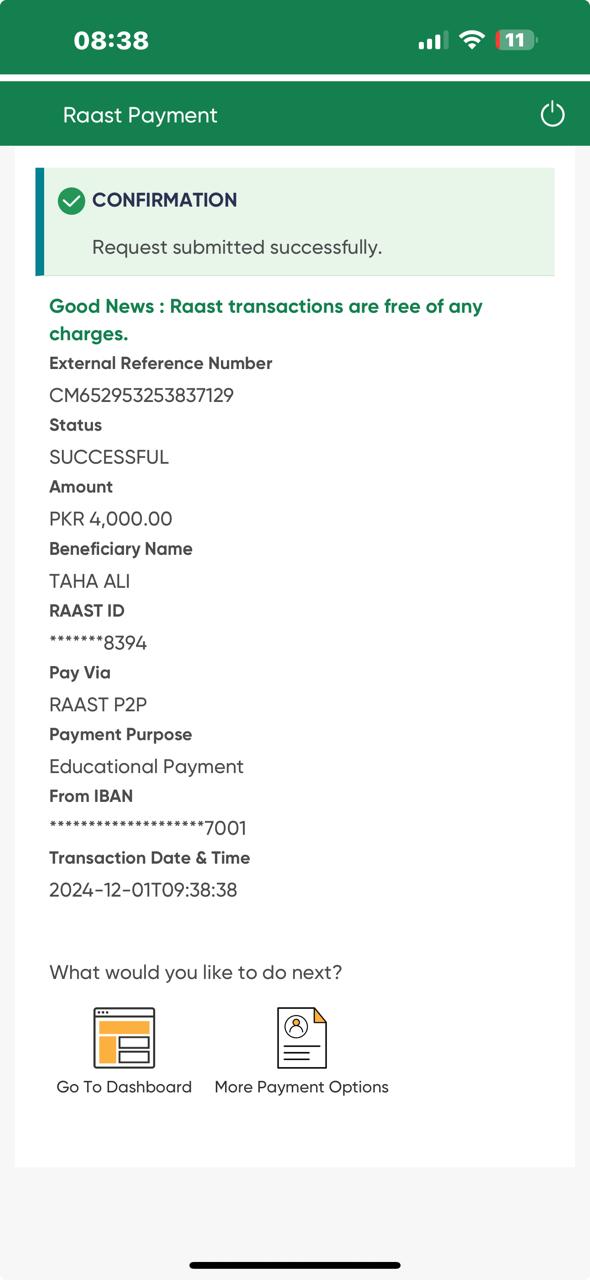 08:38
11
Raast Payment
CONFIRMATION
Request submitted successfully.
Good News : Raast transactions are free of any
charges.
External Reference Number
CM652953253837129
Status
SUCCESSFUL
Amount
PKR 4,000.00
Beneficiary Name
TAHA ALI
RAAST ID
*******8394
Pay Via
RAAST P2P
Payment Purpose
Educational Payment
From IBAN
********************7001
Transaction Date & Time
2024-12-01T09:38:38
What would you like to do next?
Go To Dashboard
More Payment Options